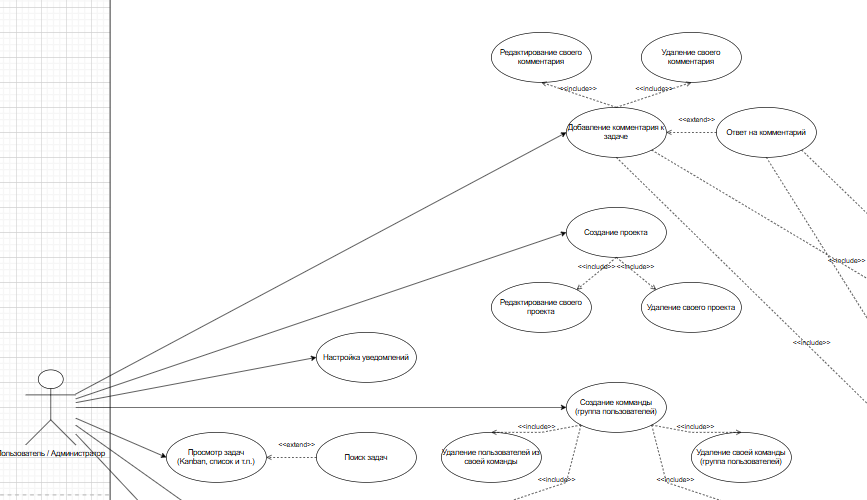 Редактирование своего
комментария
Удаление своего
комментария
<<include>>
<<include>>
Добавление комментария к
задаче
<<extend>>
Ответ на комментарий
Создание проекта
<<include>>
<<include>>
<<include>>
Редактирование своего
проекта
Удаление своего проекта
<<include>>
Настройка уведомлений
Создание комманды
(группа пользователей)
<<include>>
<<include>>
Пользователь / Администратор
Просмотр задач
(Kanban, список и т.п.)
<<extend>>
Поиск задач
Удаление пользователей из
своей команды
Удаление своей команды
(группа пользователей)
<<include>>
<<include>>